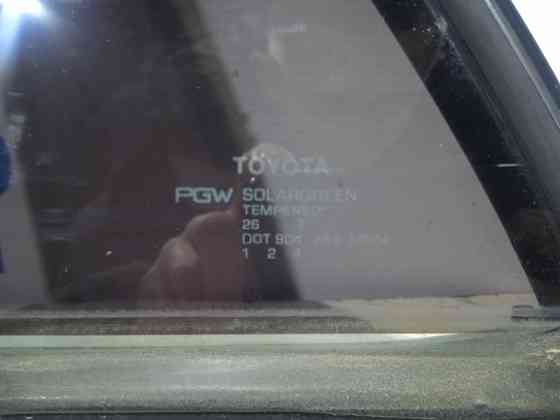 TOYOTA
PGW SOLARGREEN
TEMPERED
26
DOT 904
1 2